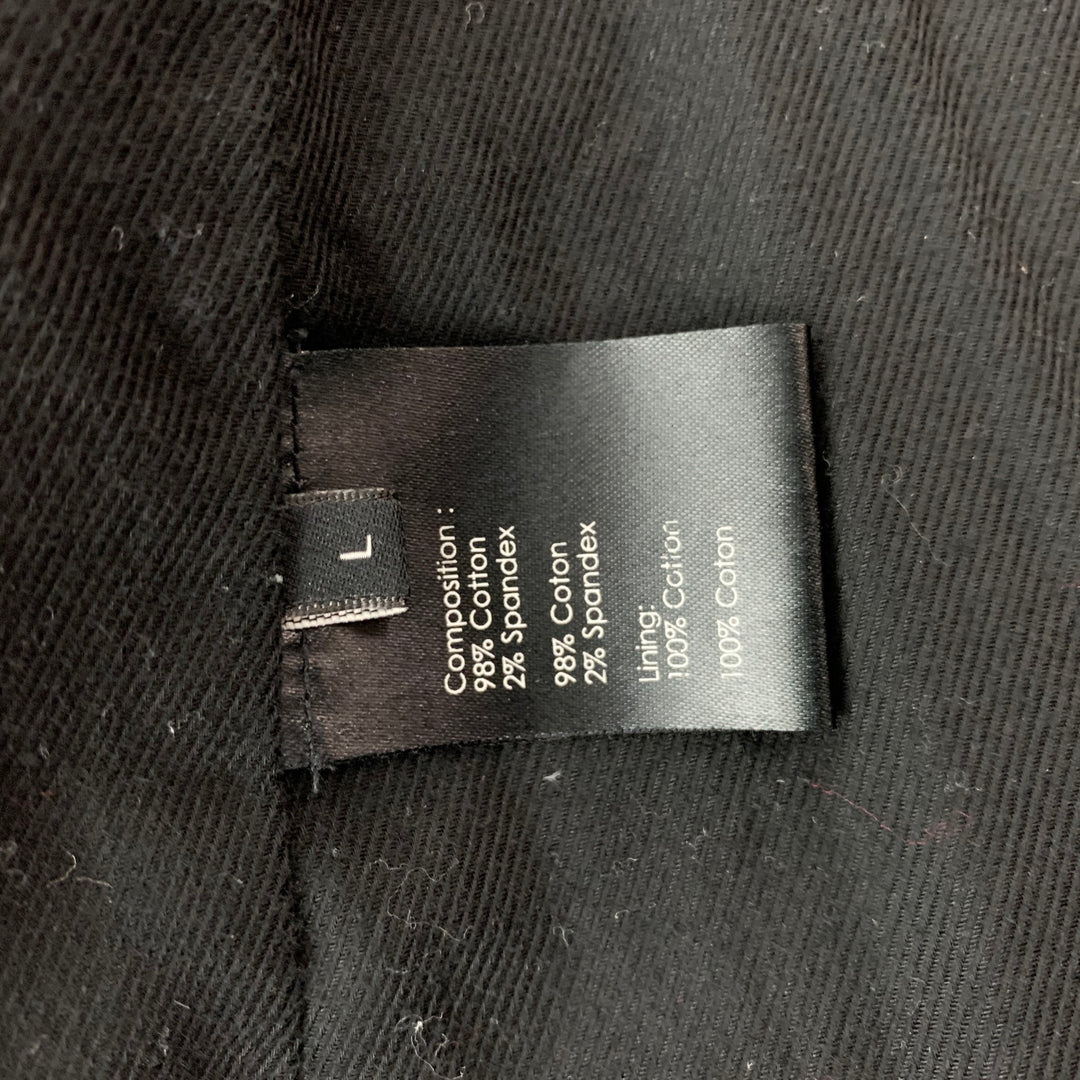 L
Composition :
98% Cotton
2% Spandex
98% Coton
2% Spandex
Lining:
100% Cotton
100% Coton